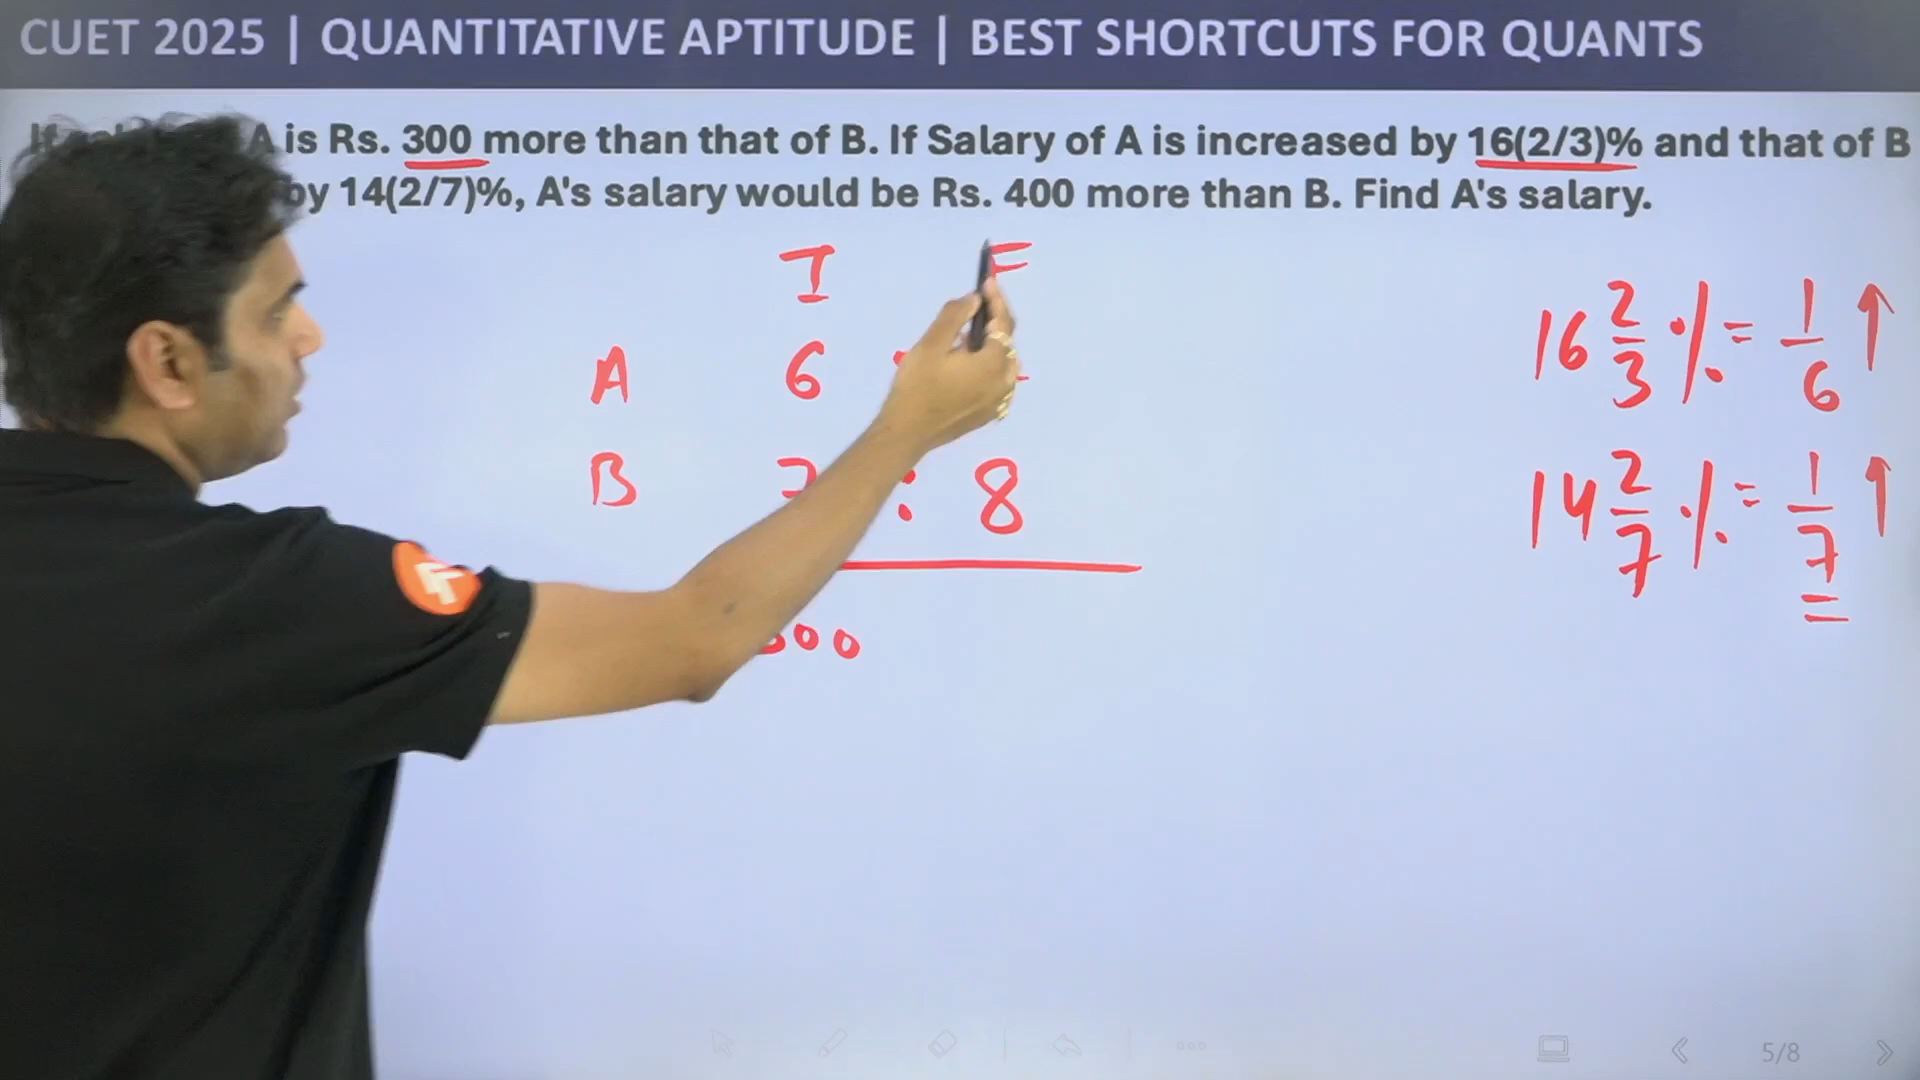 CUET 2025 | QUANTITATIVE APTITUDE | BEST SHORTCUTS FOR QUANTS
A is Rs. 300 more than that of B. If Salary of A is increased by 16(2/3)% and that of B
by 14(2/7)%, A's salary would be Rs. 400 more than B. Find A's salary.
I F
A 6 :
B 7 : 8
300
16 2/3 % = 1/6 ↑
14 2/7 % = 1/7 ↑
5/8